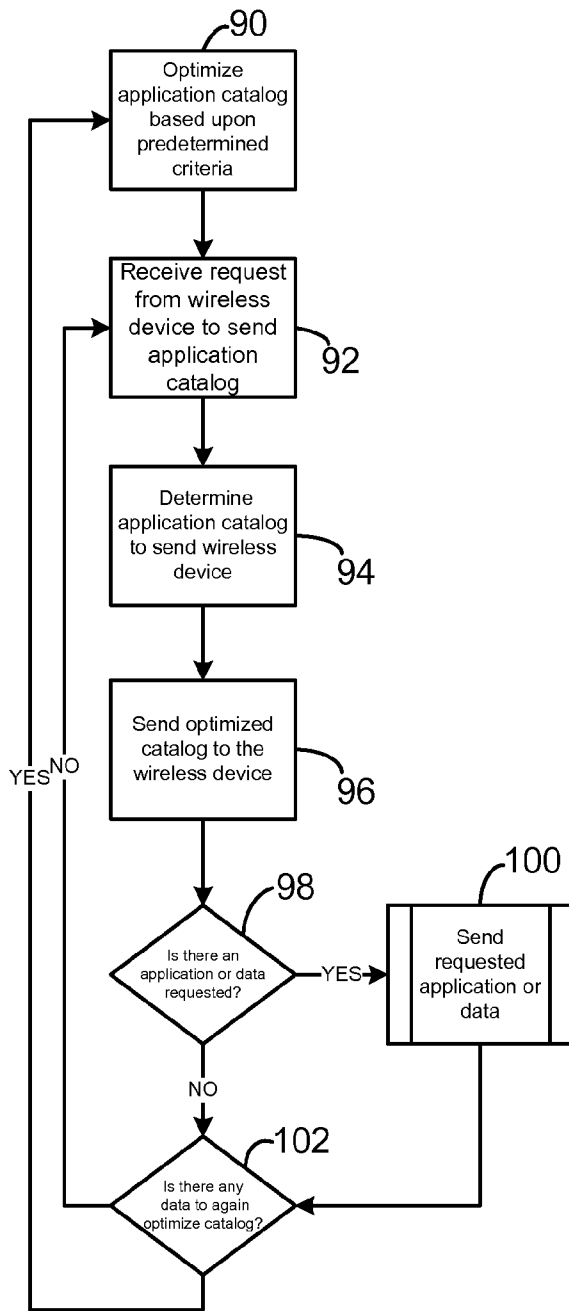 90
Optimize
application catalog
based upon
predetermined
criteria
Receive request
from wireless
device to send
application
catalog
92
Determine
application catalog
to send wireless
device
94
Send optimized
catalog to the
wireless device
96
YES
NO
98
Is there an
application or data
requested?
YES
100
Send
requested
application or
data
NO
102
Is there any
data to again
optimize catalog?